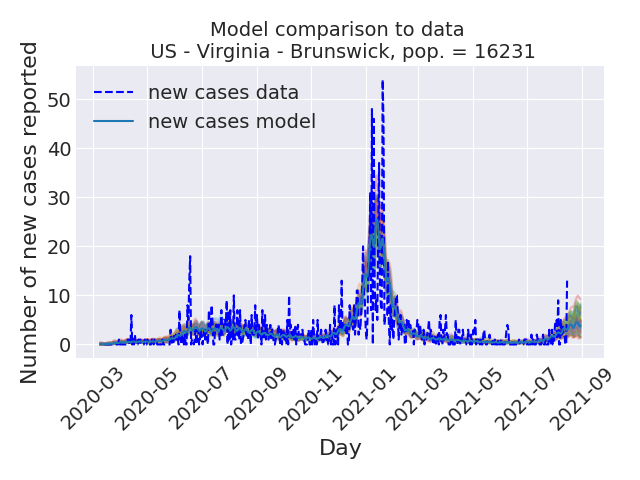 Model comparison to data
US - Virginia - Brunswick, pop. = 16231
Number of new cases reported
50
40
30
20
10
0
new cases data
new cases model
2020-03
2020-05
2020-07
2020-09
2020-11
2021-01
2021-03
2021-05
2021-07
2021-09
Day